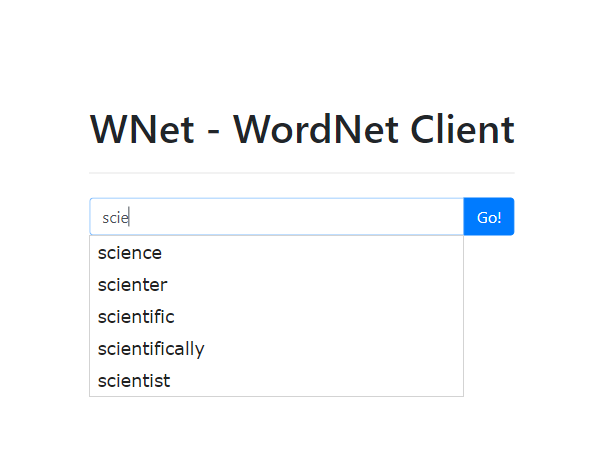 WNet - WordNet Client
scie Go!
science
scienter
scientific
scientifically
scientist